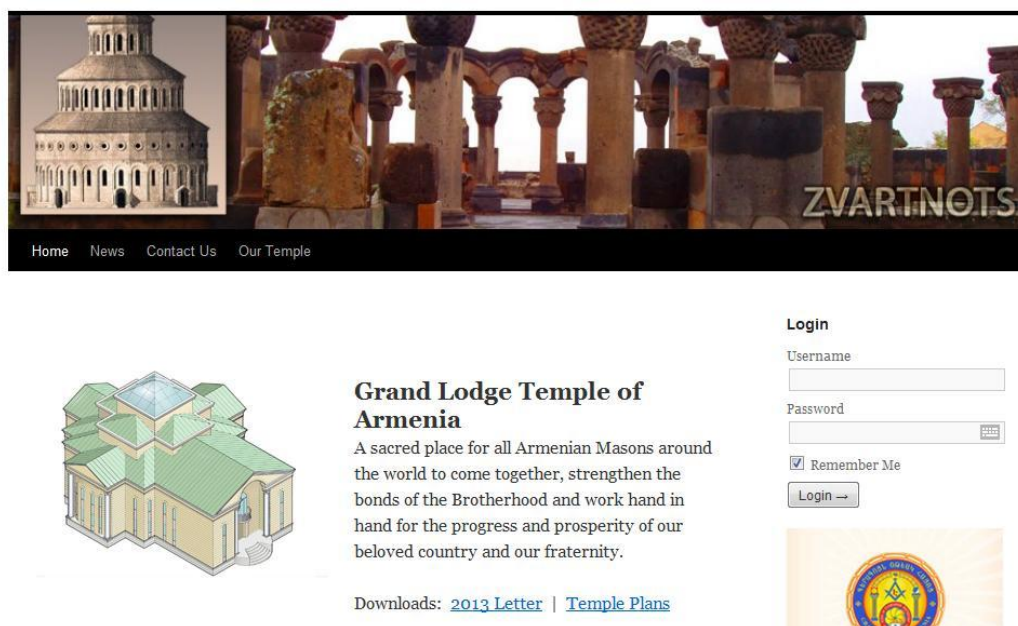 ZVARTNOTS
Home News Contact Us Our Temple
Grand Lodge Temple of
Armenia
A sacred place for all Armenian Masons around
the world to come together, strengthen the
bonds of the Brotherhood and work hand in
hand for the progress and prosperity of our
beloved country and our fraternity.
Downloads: 2013 Letter | Temple Plans
Login
Username
Password
Remember Me
Login →